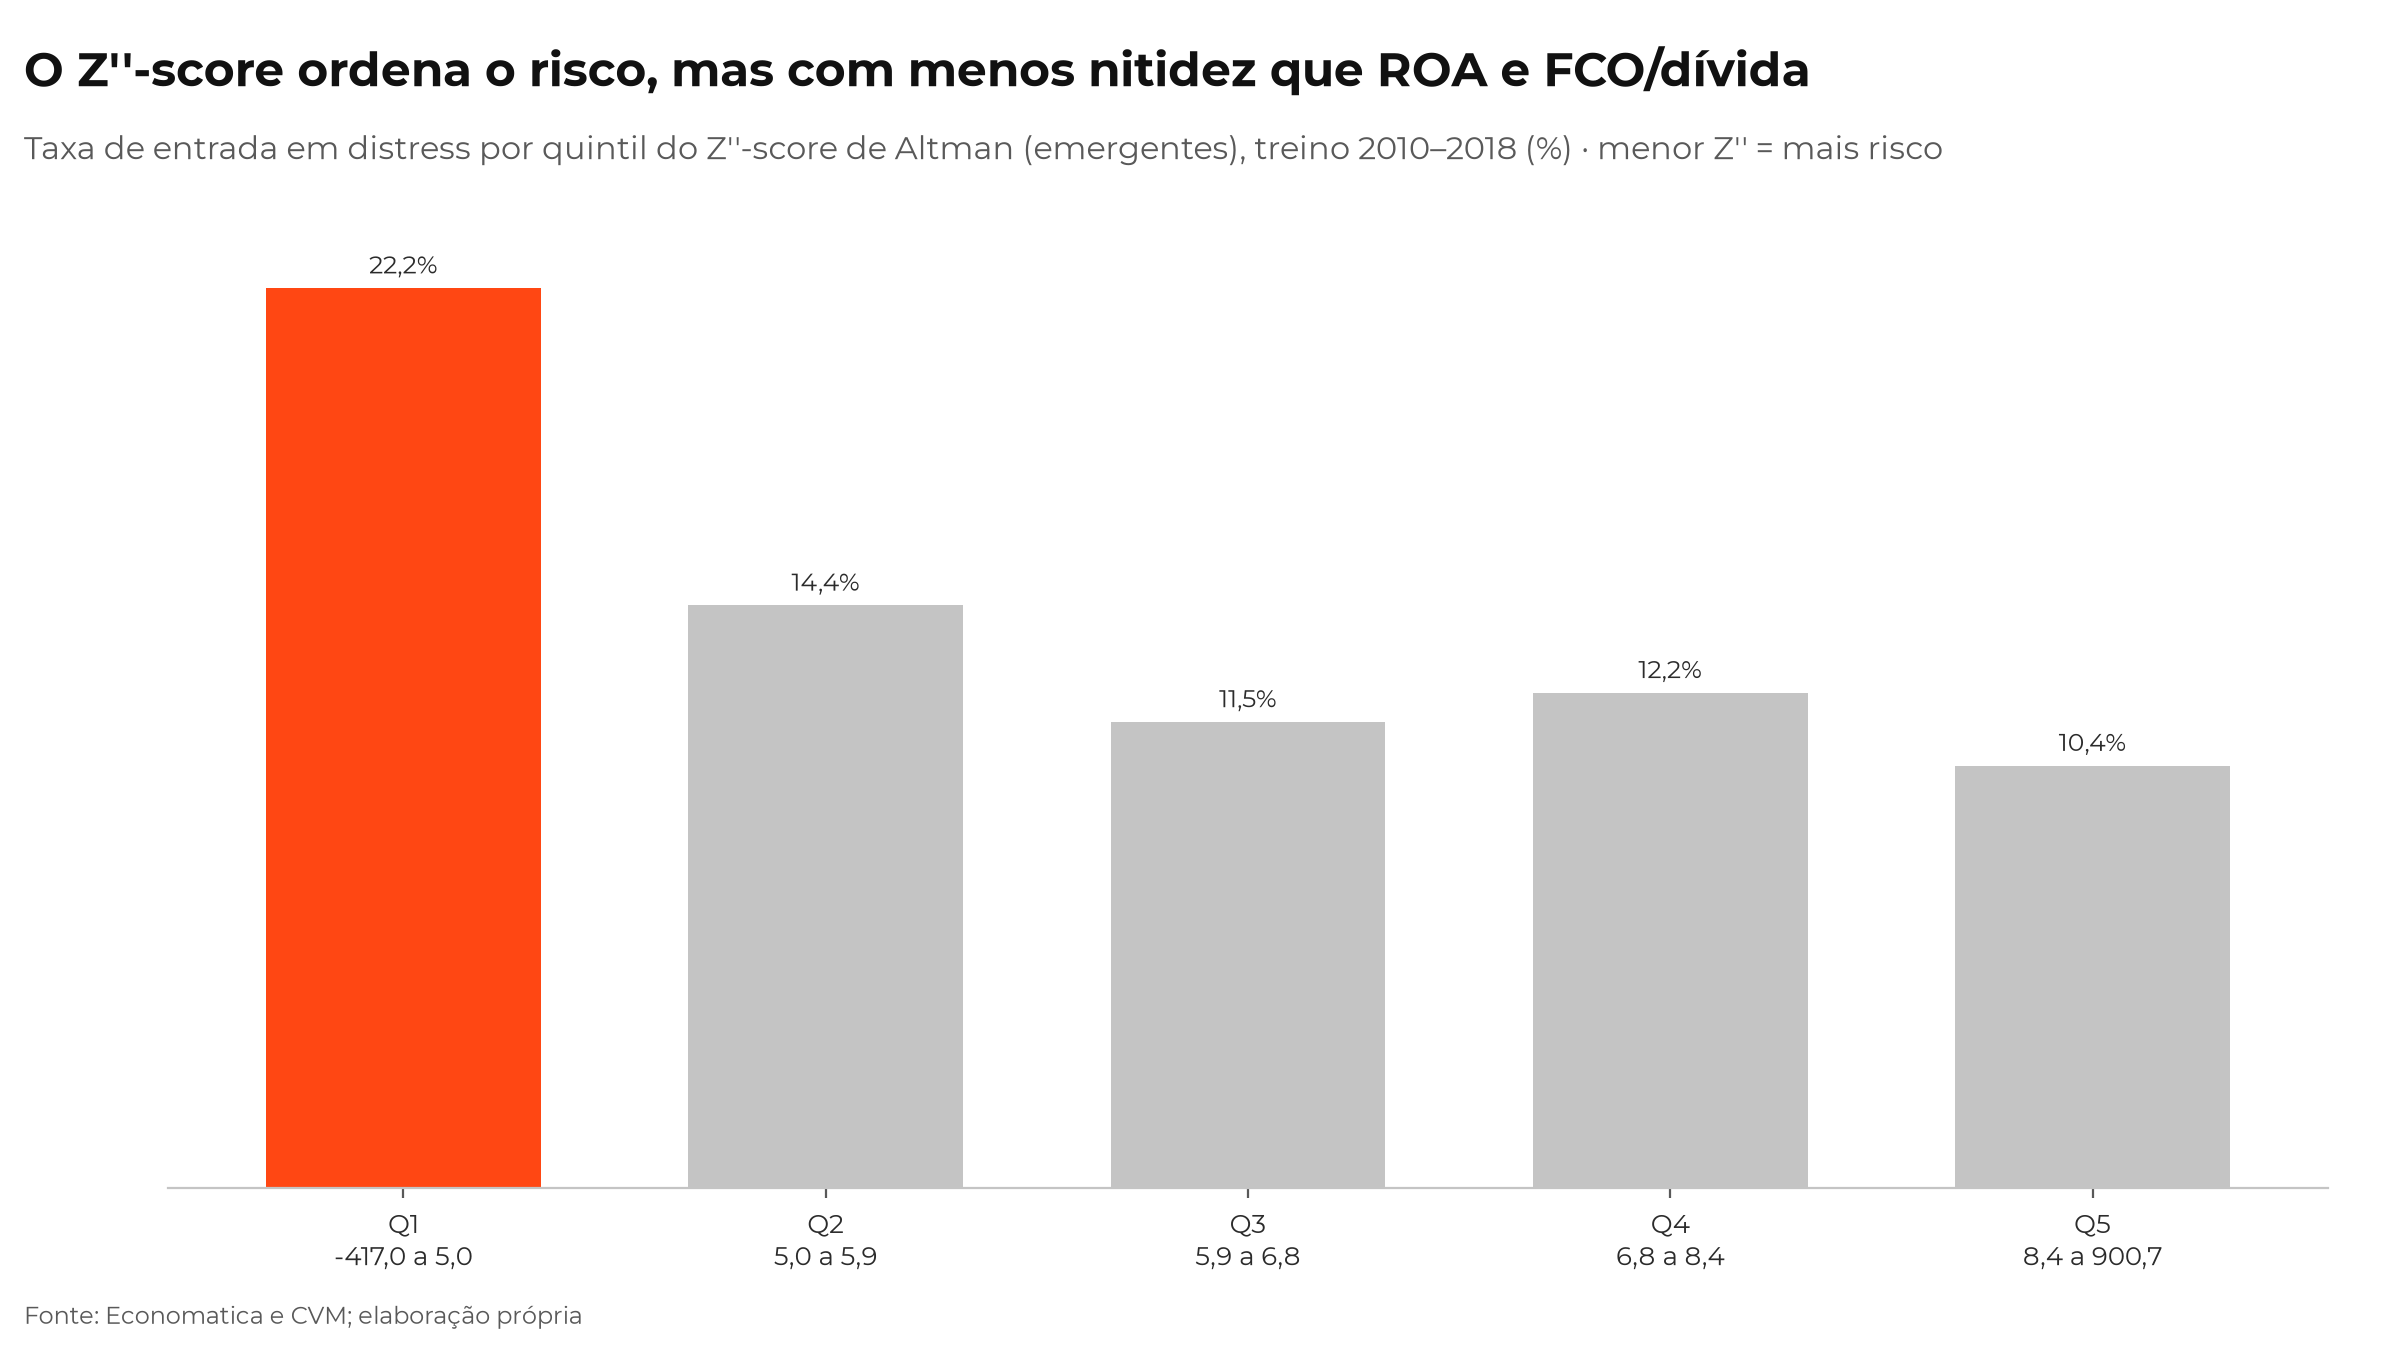 O Z''-score ordena o risco, mas com menos nitidez que ROA e FCO/dívida
Taxa de entrada em distress por quintil do Z''-score de Altman (emergentes), treino 2010–2018 (%) · menor Z'' = mais risco
22,2%
14,4%
11,5%
12,2%
10,4%
Q1
-417,0 a 5,0
Q2
5,0 a 5,9
Q3
5,9 a 6,8
Q4
6,8 a 8,4
Q5
8,4 a 900,7
Fonte: Economatica e CVM; elaboração própria